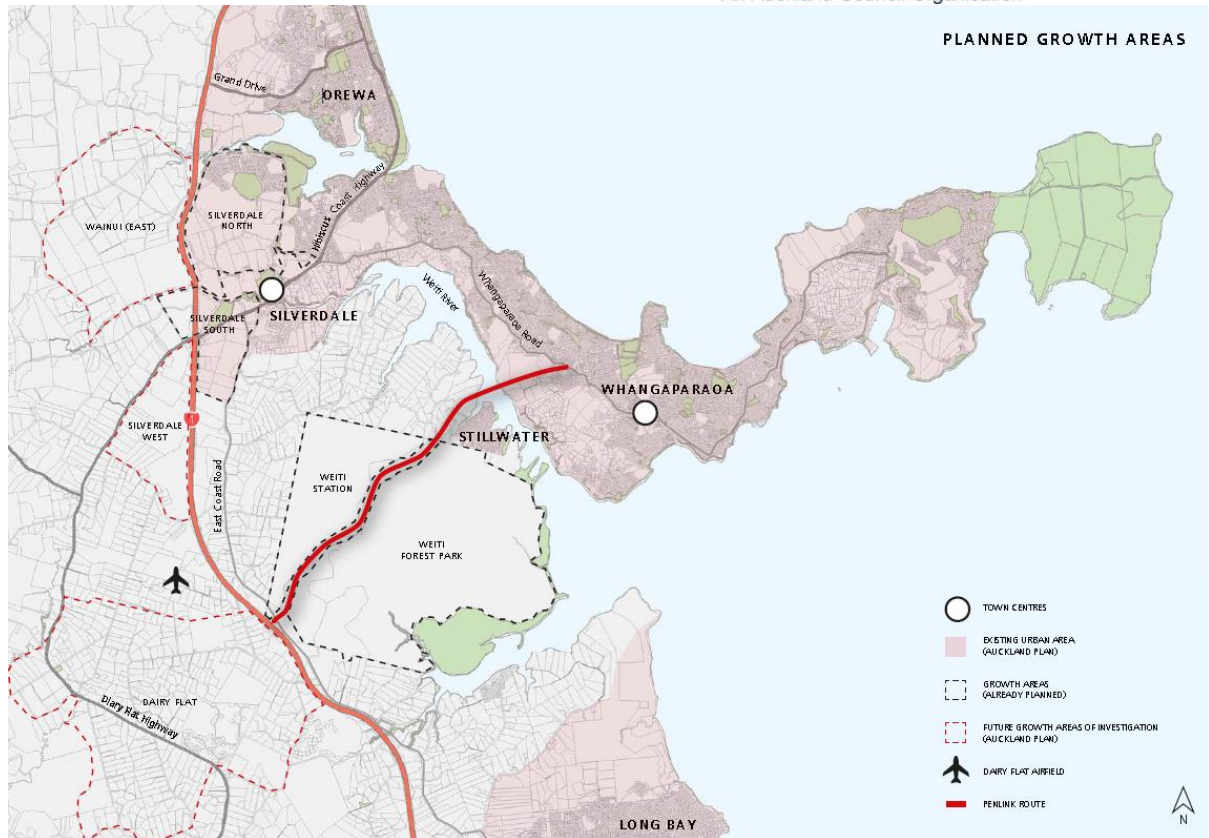 PLANNED GROWTH AREAS
Grand Drive
OREWA
Hibiscus Coast Highway
WAINUI (EAST)
SILVERDALE
NORTH
SILVERDALE
SILVERDALE
SOUTH
Weiti River
Whangaparaoa Road
WHANGAPARAOA
STILLWATER
SILVERDALE
WEST
1
East Coast Road
WEITI
STATION
WEITI
FOREST PARK
DAIRY FLAT
Diary Flat Highway
LONG BAY
TOWN CENTRES
EXISTING URBAN AREA
(AUCKLAND PLAN)
GROWTH AREAS
(ALREADY PLANNED)
FUTURE GROWTH AREAS OF INVESTIGATION
(AUCKLAND PLAN)
DAIRY FLAT AIRFIELD
PENLINK ROUTE
N